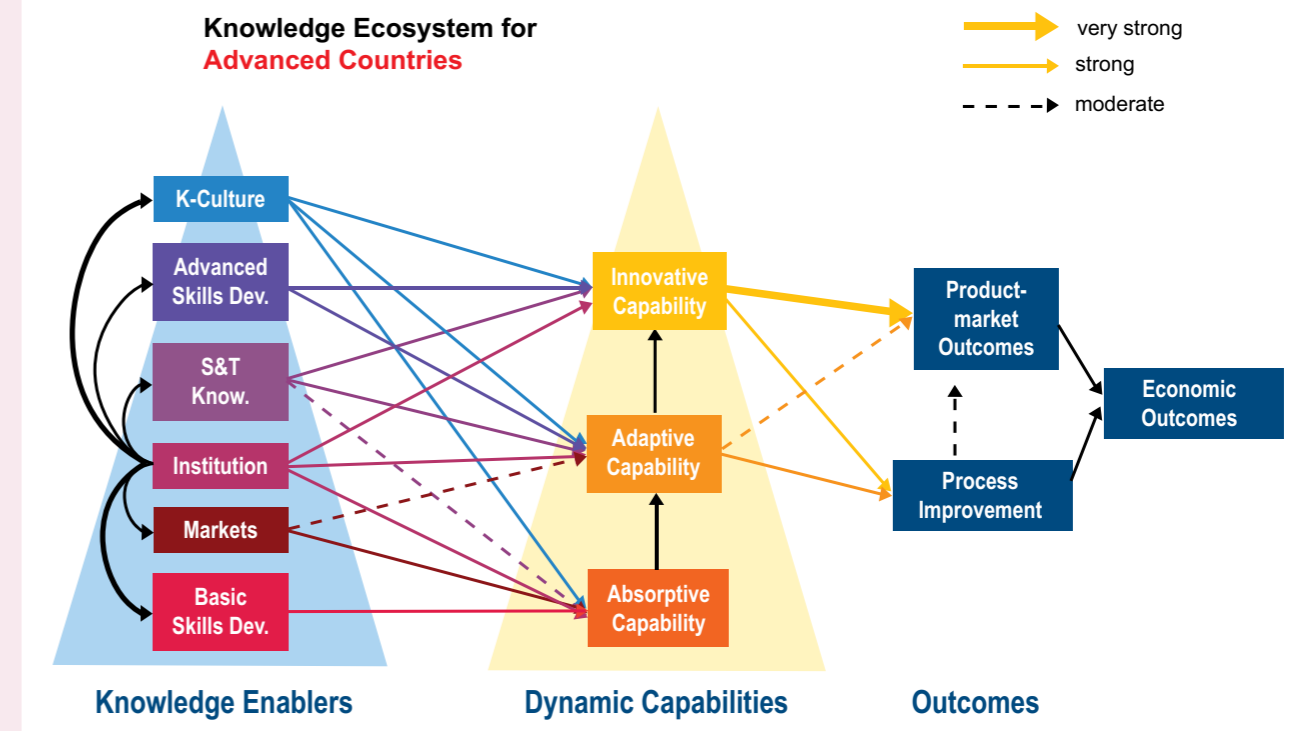 Knowledge Ecosystem for
Advanced Countries
very strong
strong
moderate
K-Culture
Advanced
Skills Dev.
S&T
Know.
Institution
Markets
Basic
Skills Dev.
Innovative
Capability
Adaptive
Capability
Absorptive
Capability
Product-
market
Outcomes
Process
Improvement
Economic
Outcomes
Knowledge Enablers
Dynamic Capabilities
Outcomes